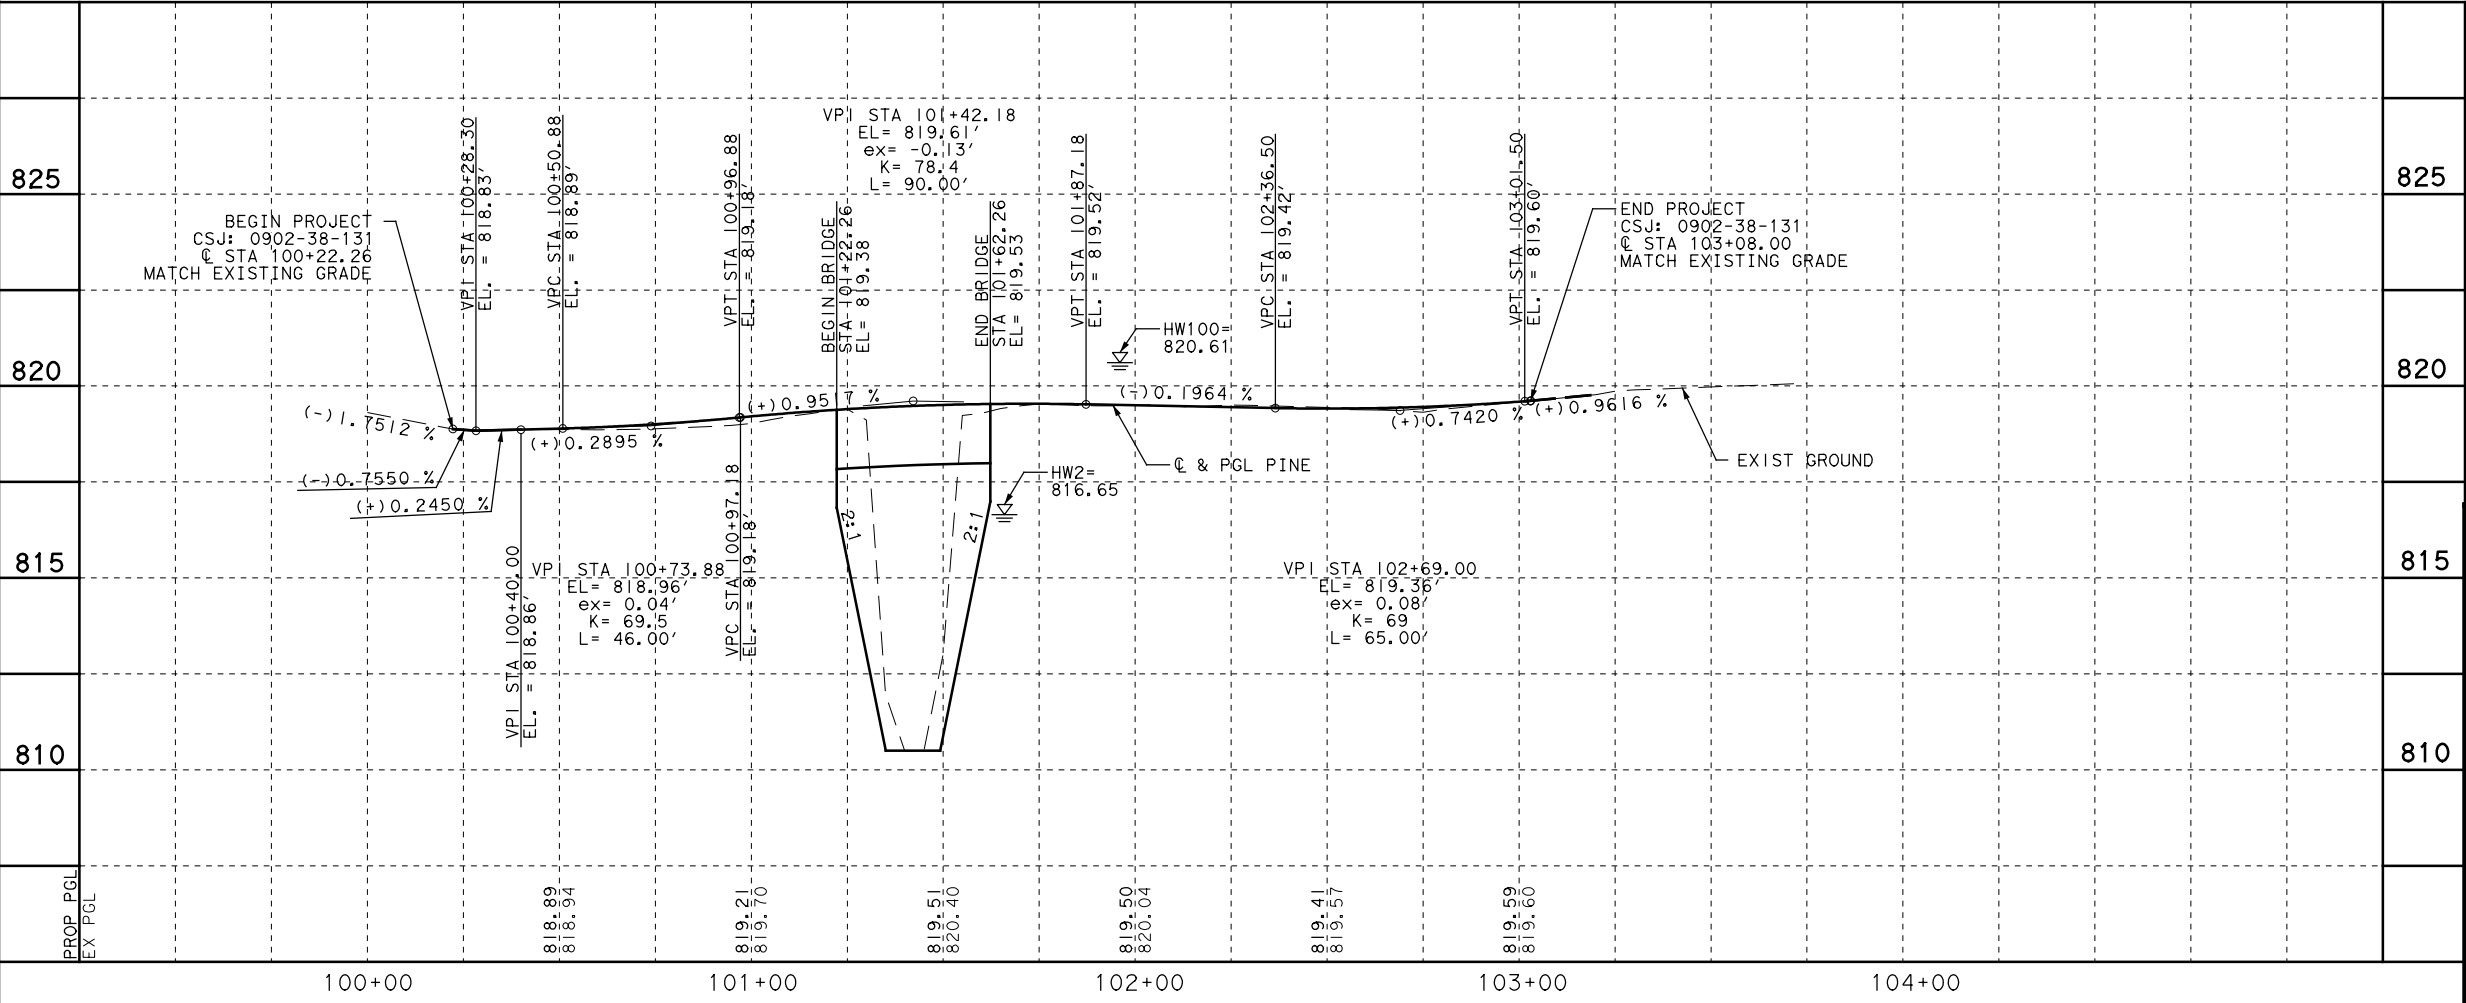 VPI STA 101+42.18
EL= 819.61'
ex= -0.13'
K= 78.4
L= 90.00'
825
825
820
820
815
815
810
810
BEGIN PROJECT
CSJ: 0902-38-131
℄ STA 100+22.26
MATCH EXISTING GRADE
VPI STA 100+28.30
EL. = 818.83'
VPC STA 100+50.88
EL. = 818.89'
VPT STA 100+96.88
EL. = 819.18'
BEGIN BRIDGE
STA 101+22.26
EL= 819.38
END BRIDGE
STA 101+62.26
EL= 819.53
VPT STA 101+87.18
EL. = 819.52'
HW100=
820.61
VPC STA 102+36.50
EL. = 819.42'
VPT STA 103+01.50
EL. = 819.60'
END PROJECT
CSJ: 0902-38-131
℄ STA 103+08.00
MATCH EXISTING GRADE
(-)1.7512 %
(-)0.7550 %
(+)0.2450 %
(+)0.2895 %
(+)0.9517 %
(-)0.1964 %
(+)0.7420 %
(+)0.9616 %
℄ & PGL PINE
EXIST GROUND
HW2=
816.65
2:1
2:1
VPI STA 100+40.00
EL. = 818.86'
VPI STA 100+73.88
EL= 818.96'
ex= 0.04'
K= 69.5
L= 46.00'
VPC STA 100+97.18
EL. = 819.18'
VPI STA 102+69.00
EL= 819.36'
ex= 0.08'
K= 69
L= 65.00'
PROP PGL
EX PGL
818.89
818.94
819.21
819.70
819.51
820.40
819.50
820.04
819.41
819.57
819.59
819.60
100+00
101+00
102+00
103+00
104+00